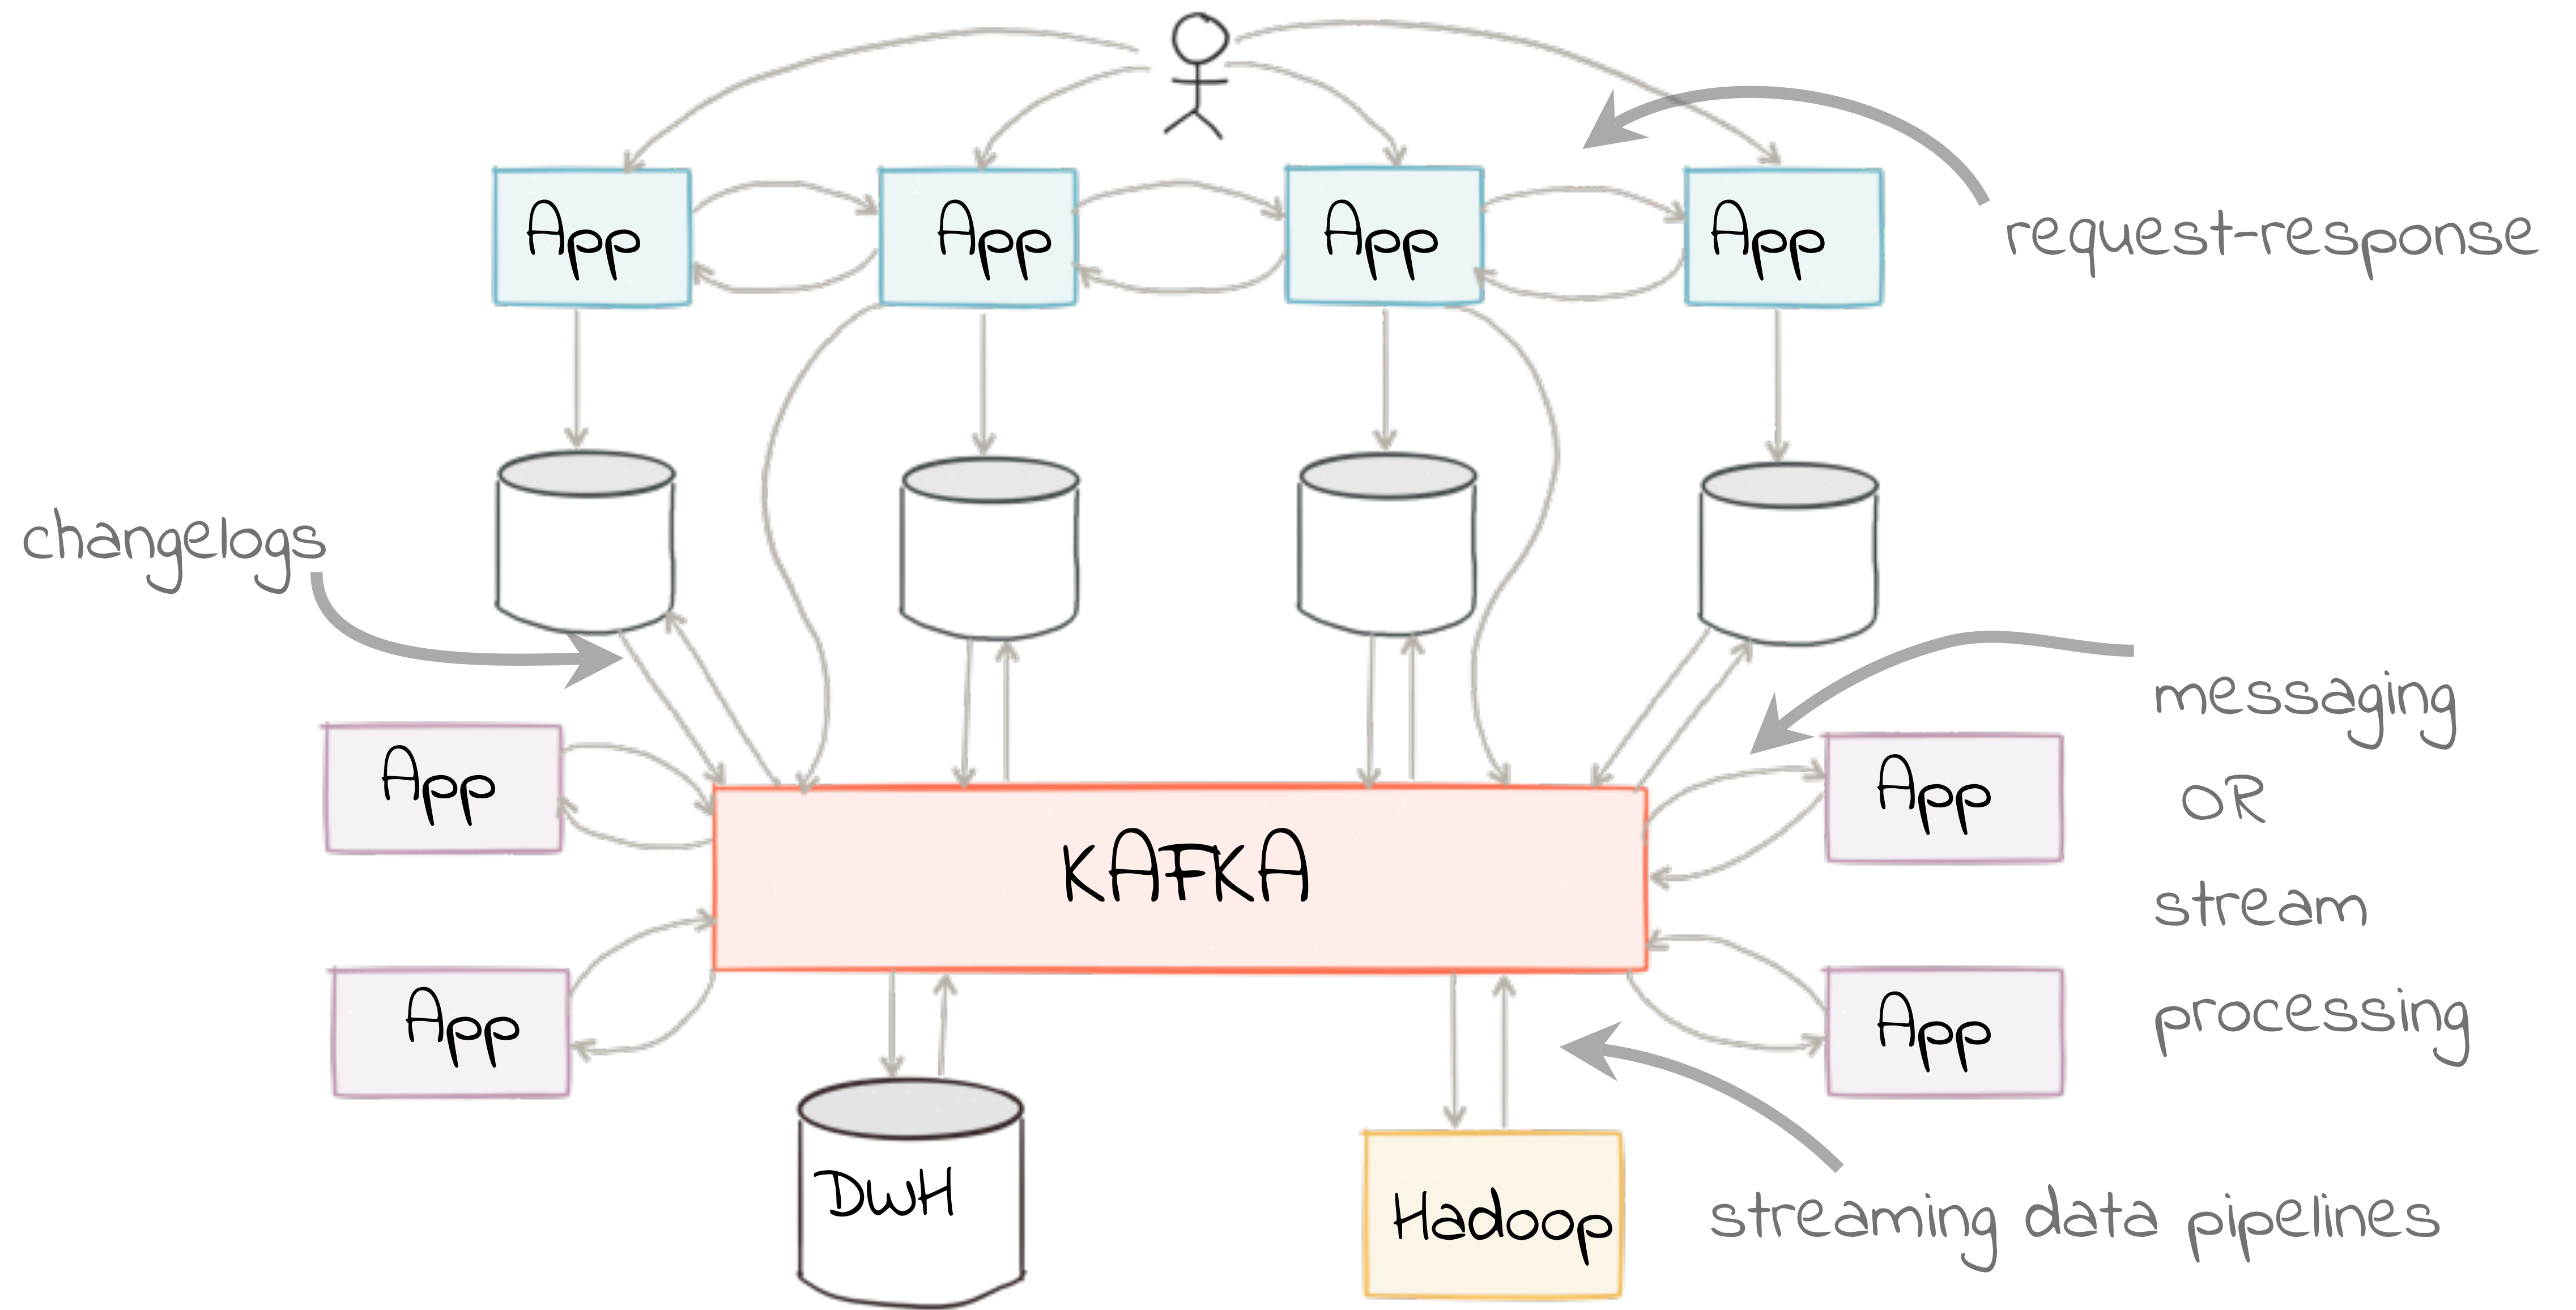 App
App
App
App
request-response
changelogs
messaging
OR
stream
processing
App
App
KAFKA
App
App
DWH
Hadoop
streaming data pipelines